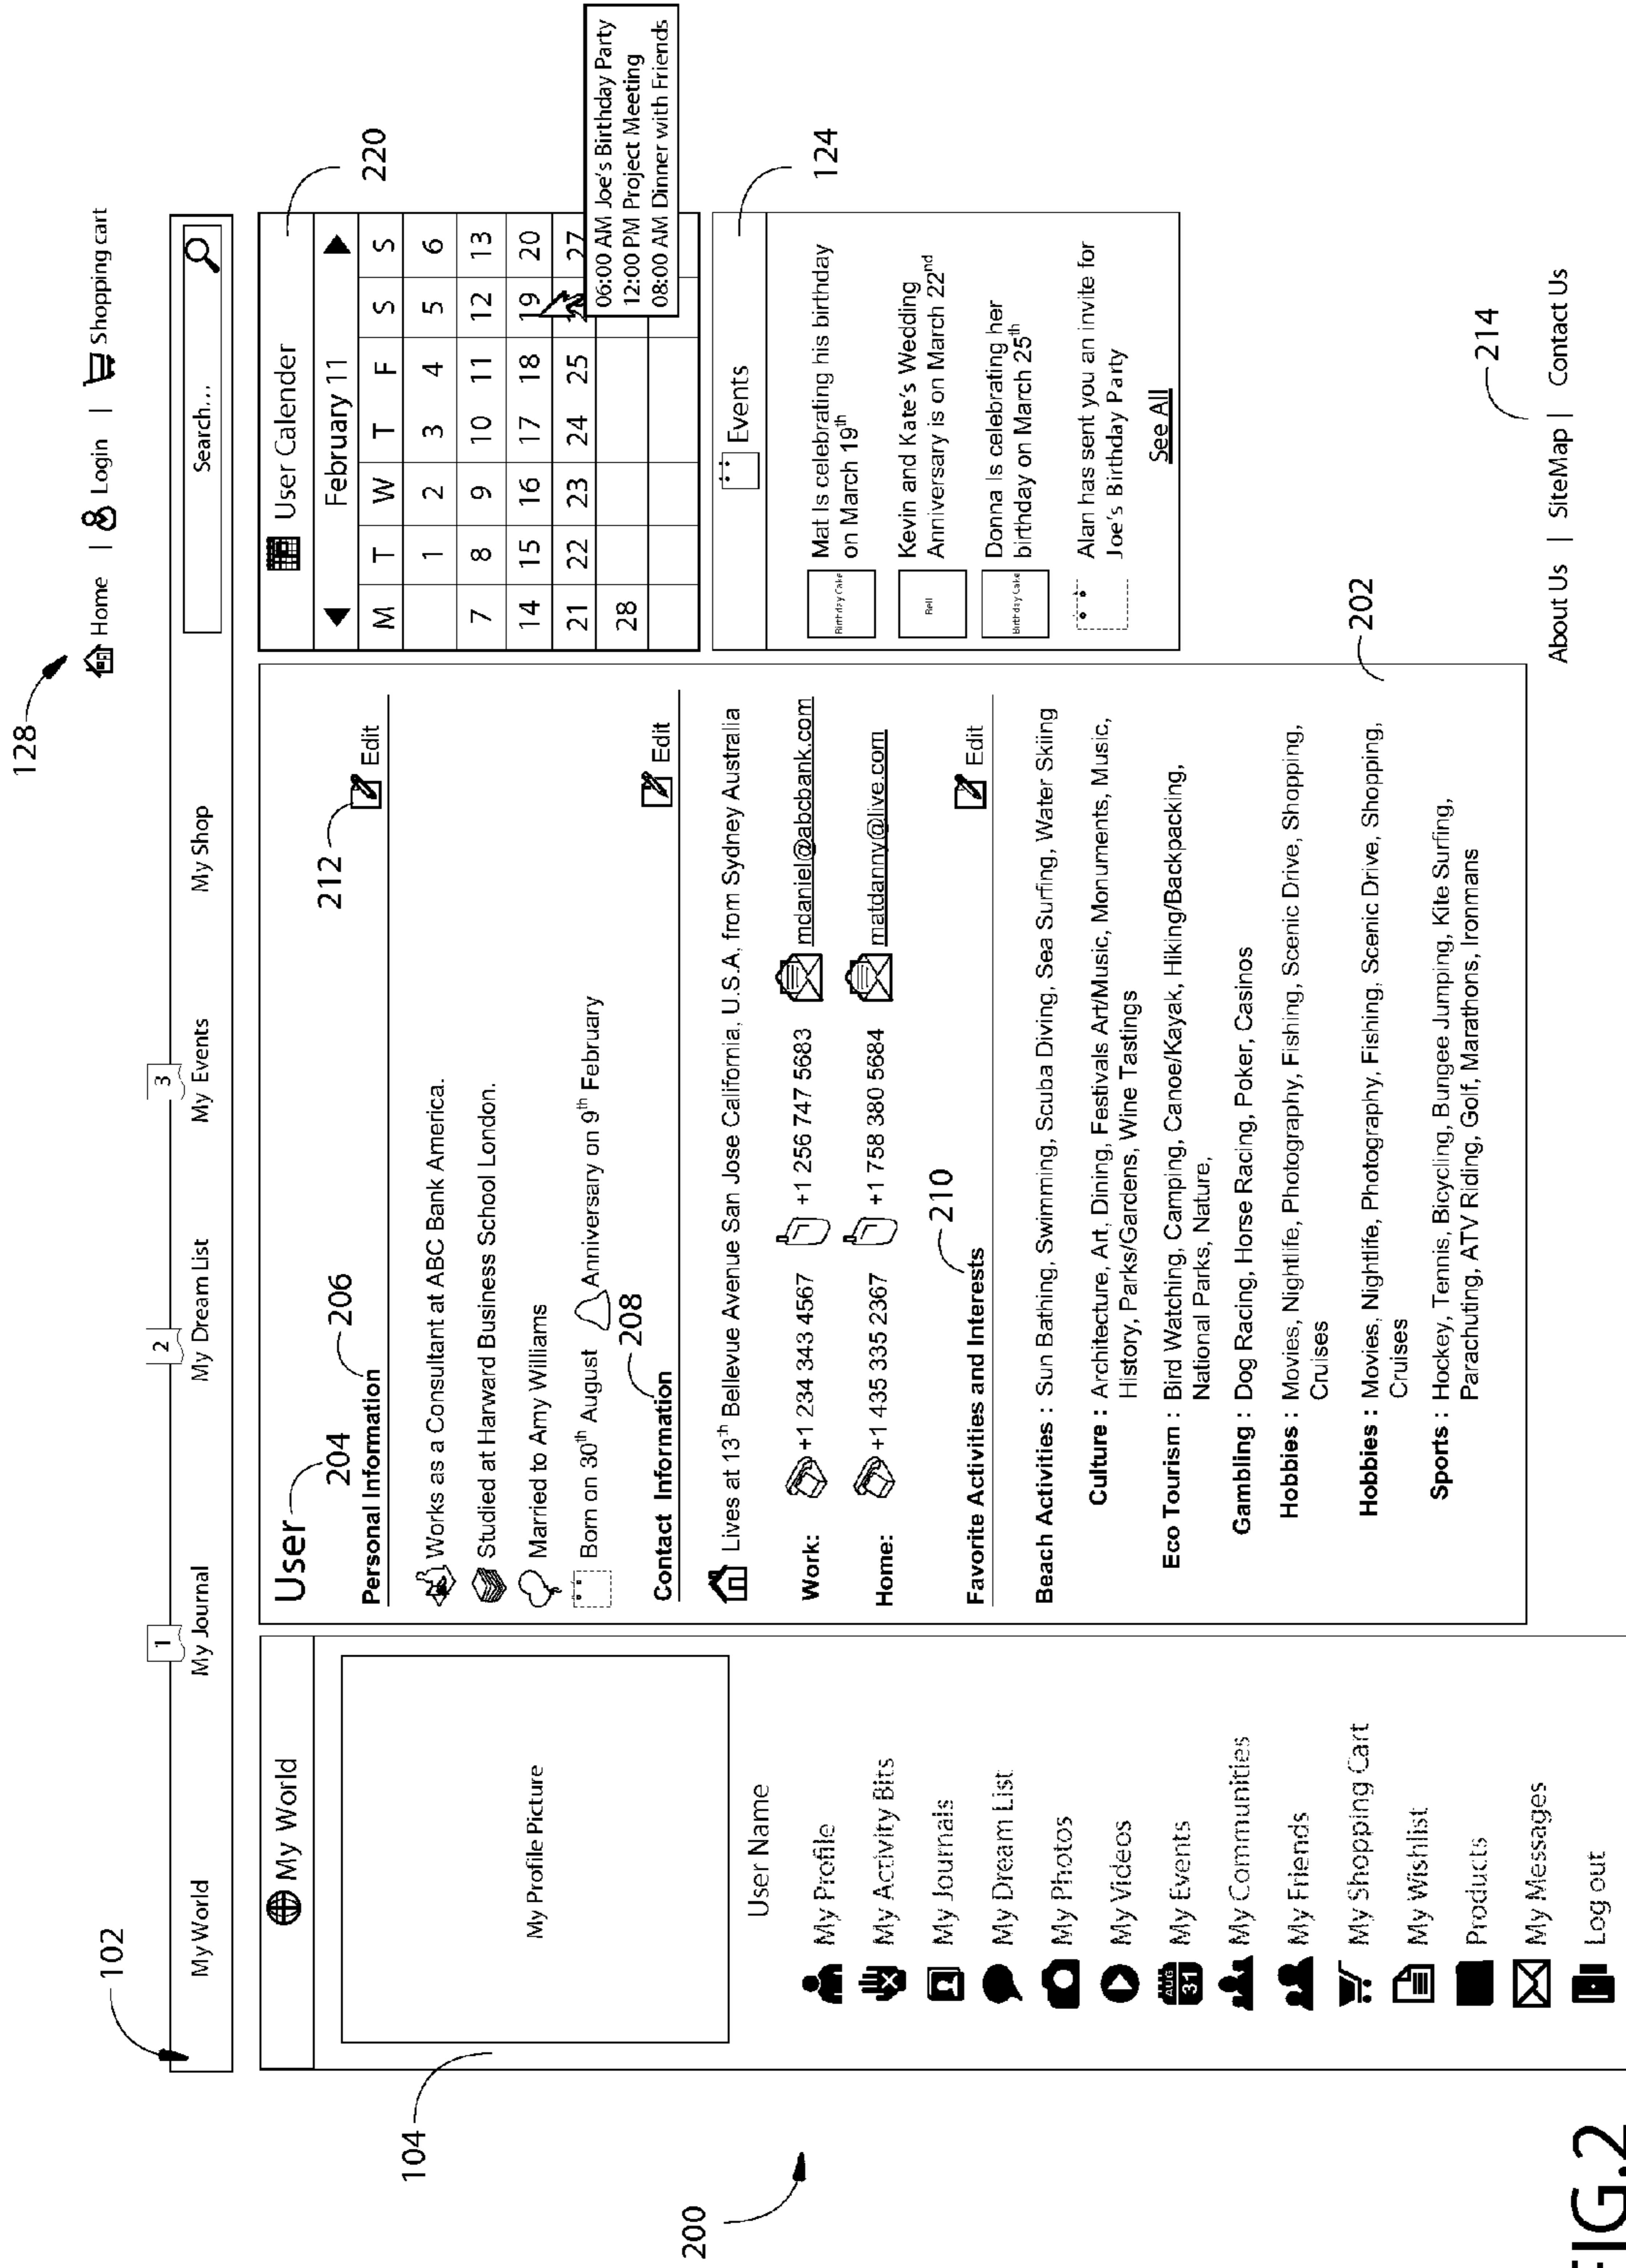 128
Home | Login | Shopping cart
102
1
2
3
My World
My Journal
My Dream List
My Events
My Shop
Search...
104
200
My World
My Profile Picture
User Name
My Profile
My Activity Bits
My Journals
My Dream List
My Photos
My Videos
AUG
31
My Events
My Communities
My Friends
My Shopping Cart
My Wishlist
Products
My Messages
Log out
User
204
206
212
Personal Information
Edit
Works as a Consultant at ABC Bank America.
Studied at Harward Business School London.
Married to Amy Williams
Born on 30th August Anniversary on 9th February
208
Contact Information
Edit
Lives at 13th Bellevue Avenue San Jose California, U.S.A, from Sydney Australia
Work: +1 234 343 4567 +1 256 747 5683 mdaniel@abcbank.com
Home: +1 435 335 2367 +1 758 380 5684 matdanny@live.com
210
Favorite Activities and Interests
Edit
Beach Activities : Sun Bathing, Swimming, Scuba Diving, Sea Surfing, Water Skiing
Culture : Architecture, Art, Dining, Festivals Art/Music, Monuments, Music,
History, Parks/Gardens, Wine Tastings
Eco Tourism : Bird Watching, Camping, Canoe/Kayak, Hiking/Backpacking,
National Parks, Nature,
Gambling : Dog Racing, Horse Racing, Poker, Casinos
Hobbies : Movies, Nightlife, Photography, Fishing, Scenic Drive, Shopping,
Cruises
Hobbies : Movies, Nightlife, Photography, Fishing, Scenic Drive, Shopping,
Cruises
Sports : Hockey, Tennis, Bicycling, Bungee Jumping, Kite Surfing,
Parachuting, ATV Riding, Golf, Marathons, Ironmans
202
User Calender
220
February 11
M T W T F S S
1 2 3 4 5 6
7 8 9 10 11 12 13
14 15 16 17 18 19 20
21 22 23 24 25 27
28
06:00 AM Joe's Birthday Party
12:00 PM Project Meeting
08:00 AM Dinner with Friends
Events
124
Birthday Cake
Mat Is celebrating his birthday
on March 19th
Bell
Kevin and Kate's Wedding
Anniversary is on March 22nd
Birthday Cake
Donna Is celebrating her
birthday on March 25th
Alan has sent you an invite for
Joe's Birthday Party
See All
214
About Us | SiteMap | Contact Us
FIG.2